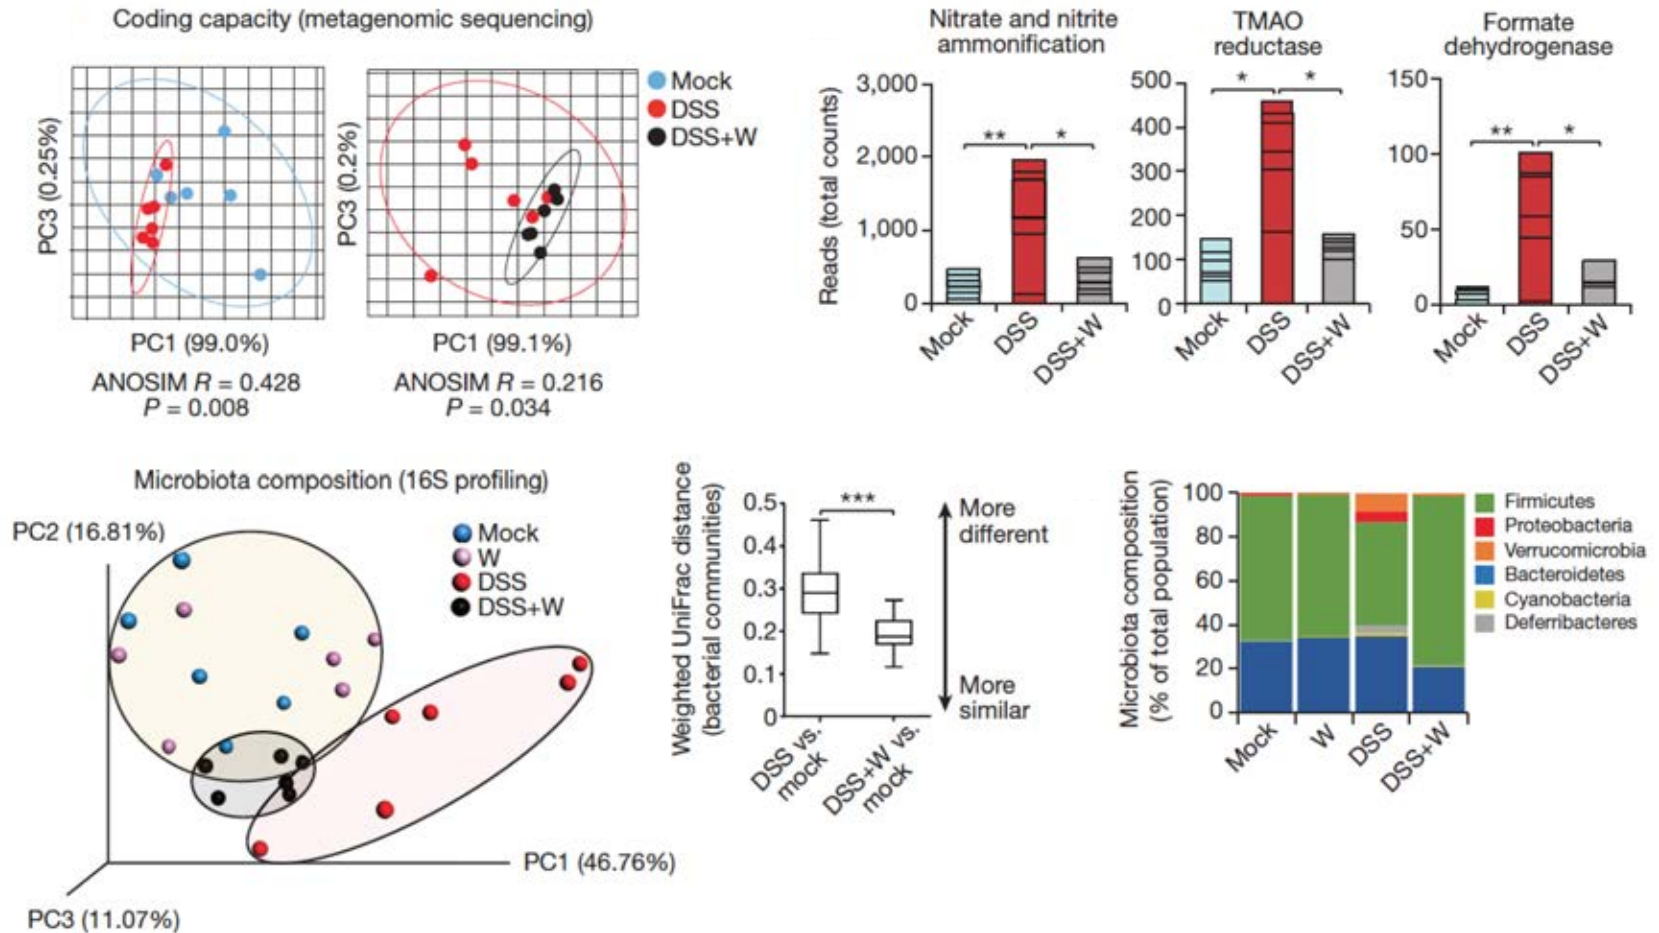 Coding capacity (metagenomic sequencing)
PC3 (0.25%)
PC1 (99.0%)
ANOSIM R = 0.428
P = 0.008
PC3 (0.2%)
PC1 (99.1%)
ANOSIM R = 0.216
P = 0.034
Mock
DSS
DSS+W
Reads (total counts)
Nitrate and nitrite
ammonification
3,000
2,000
1,000
0
**
*
Mock
DSS
DSS+W
TMAO
reductase
500
400
300
200
100
0
*
*
Mock
DSS
DSS+W
Formate
dehydrogenase
150
100
50
0
**
*
Mock
DSS
DSS+W
Microbiota composition (16S profiling)
PC2 (16.81%)
Mock
W
DSS
DSS+W
PC1 (46.76%)
PC3 (11.07%)
Weighted UniFrac distance
(bacterial communities)
0.5
0.4
0.3
0.2
0.1
0
***
DSS vs.
mock
DSS+W vs.
mock
More
different
More
similar
Microbiota composition
(% of total population)
100
80
60
40
20
0
Mock
W
DSS
DSS+W
Firmicutes
Proteobacteria
Verrucomicrobia
Bacteroidetes
Cyanobacteria
Deferribacteres